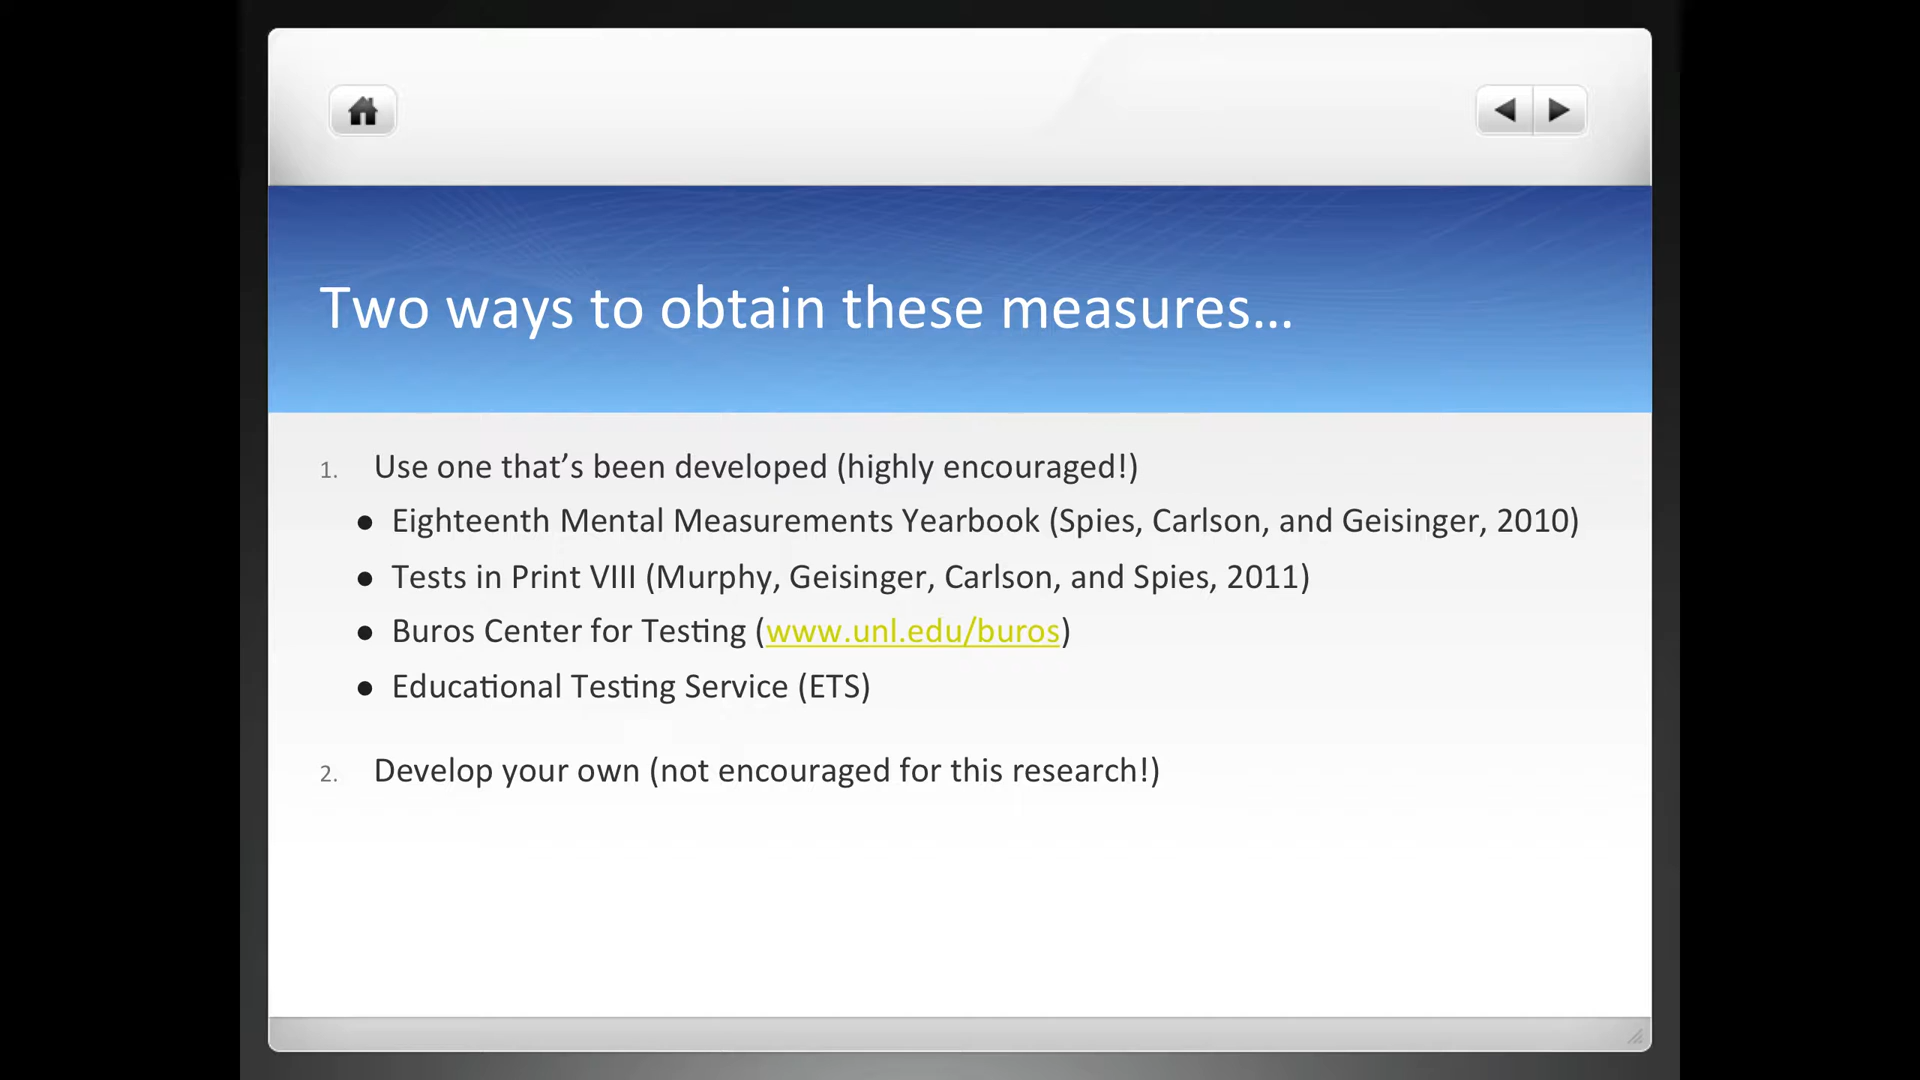 Two ways to obtain these measures...
1. Use one that’s been developed (highly encouraged!)
● Eighteenth Mental Measurements Yearbook (Spies, Carlson, and Geisinger, 2010)
● Tests in Print VIII (Murphy, Geisinger, Carlson, and Spies, 2011)
● Buros Center for Testing (www.unl.edu/buros)
● Educational Testing Service (ETS)
2. Develop your own (not encouraged for this research!)